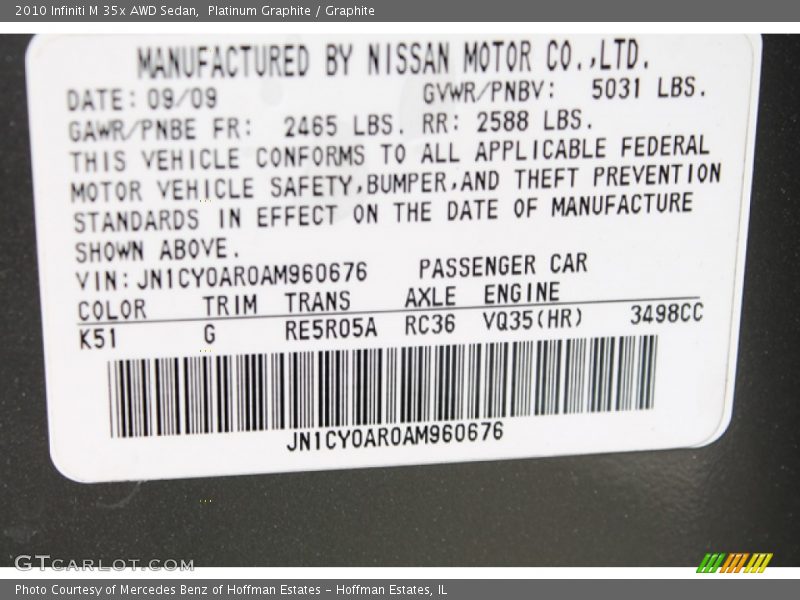 2010 Infiniti M 35x AWD Sedan,  Platinum Graphite / Graphite
MANUFACTURED BY NISSAN MOTOR CO.,LTD.
DATE: 09/09 GVWR/PNBV: 5031 LBS.
GAWR/PNBE FR: 2465 LBS. RR: 2588 LBS.
THIS VEHICLE CONFORMS TO ALL APPLICABLE FEDERAL
MOTOR VEHICLE SAFETY,BUMPER,AND THEFT PREVENTION
STANDARDS IN EFFECT ON THE DATE OF MANUFACTURE
SHOWN ABOVE.
VIN: JN1CY0AR0AM960676 PASSENGER CAR
COLOR TRIM TRANS AXLE ENGINE
K51 G RE5R05A RC36 VQ35(HR) 3498CC
JN1CY0AR0AM960676
GTCARLOT.COM
Photo Courtesy of Mercedes Benz of Hoffman Estates - Hoffman Estates, IL